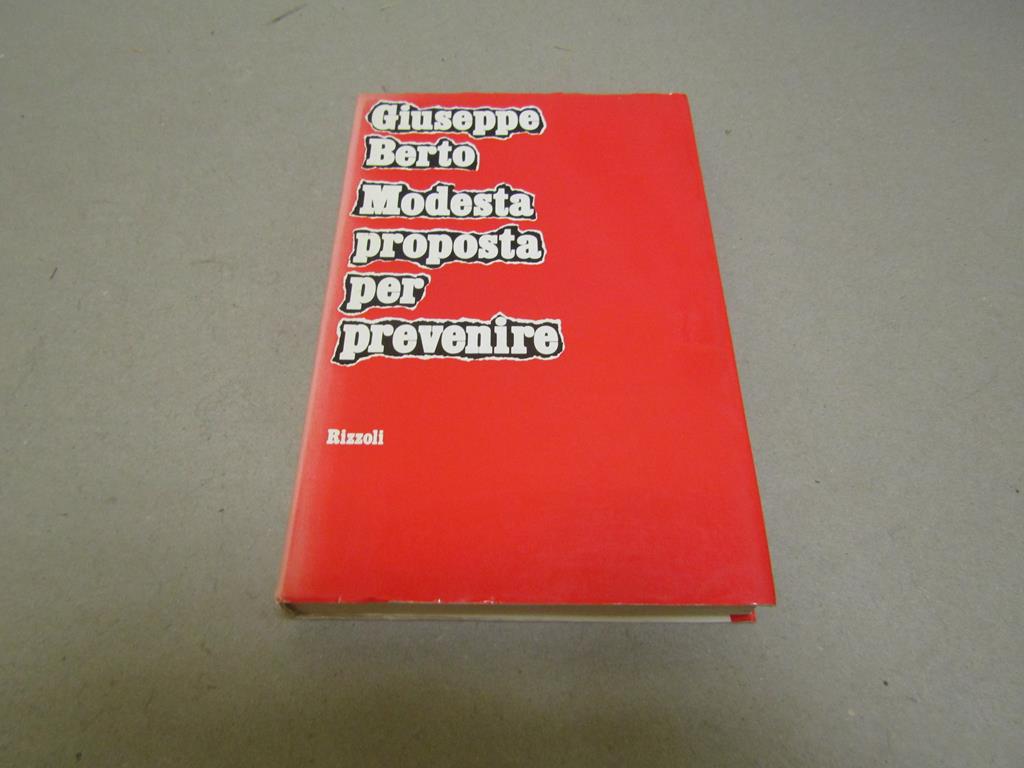 Giuseppe
Berto
Modesta
proposta
per
prevenire
Rizzoli